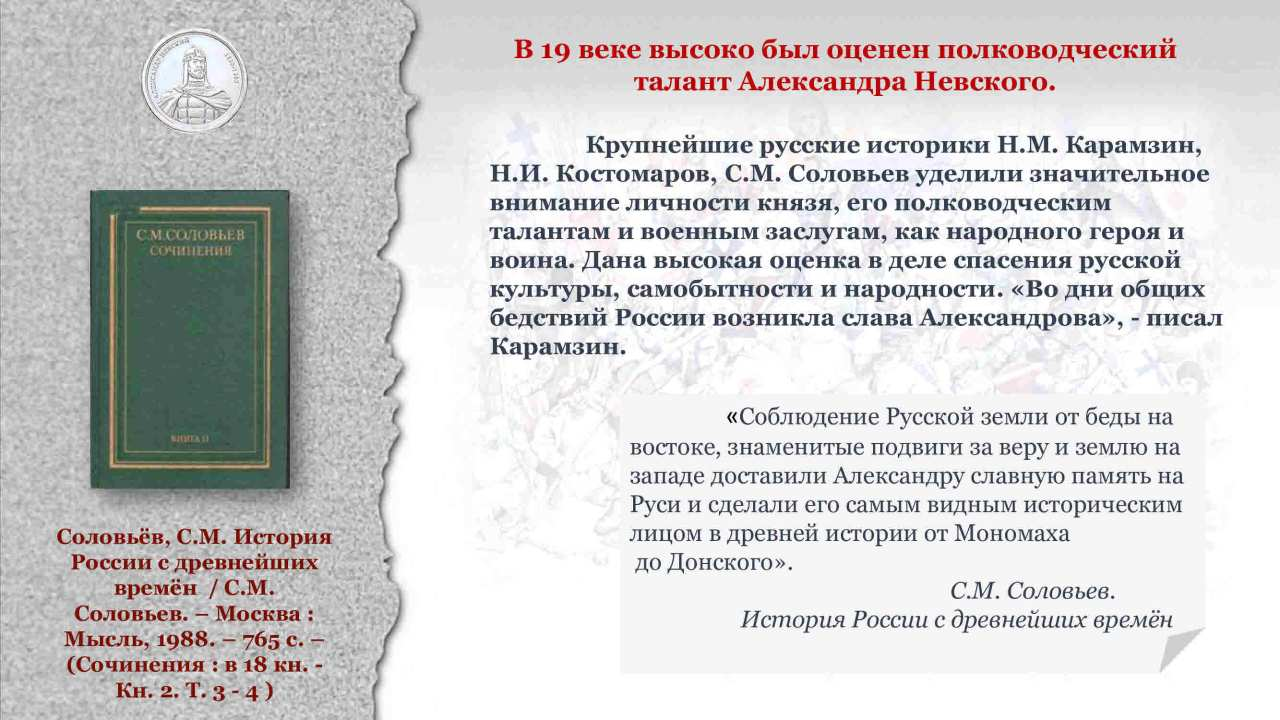 В 19 веке высоко был оценен полководческий
талант Александра Невского.
Крупнейшие русские историки Н.М. Карамзин,
Н.И. Костомаров, С.М. Соловьев уделили значительное
внимание личности князя, его полководческим
талантам и военным заслугам, как народного героя и
воина. Дана высокая оценка в деле спасения русской
культуры, самобытности и народности. «Во дни общих
бедствий России возникла слава Александрова», - писал
Карамзин.
«Соблюдение Русской земли от беды на
востоке, знаменитые подвиги за веру и землю на
западе доставили Александру славную память на
Руси и сделали его самым видным историческим
лицом в древней истории от Мономаха
до Донского».
С.М. Соловьев.
История России с древнейших времён
С.М.СОЛОВЬЕВ
СОЧИНЕНИЯ
КНИГА II
Соловьёв, С.М. История
России с древнейших
времён / С.М.
Соловьев. – Москва :
Мысль, 1988. – 765 с. –
(Сочинения : в 18 кн. -
Кн. 2. Т. 3 - 4 )